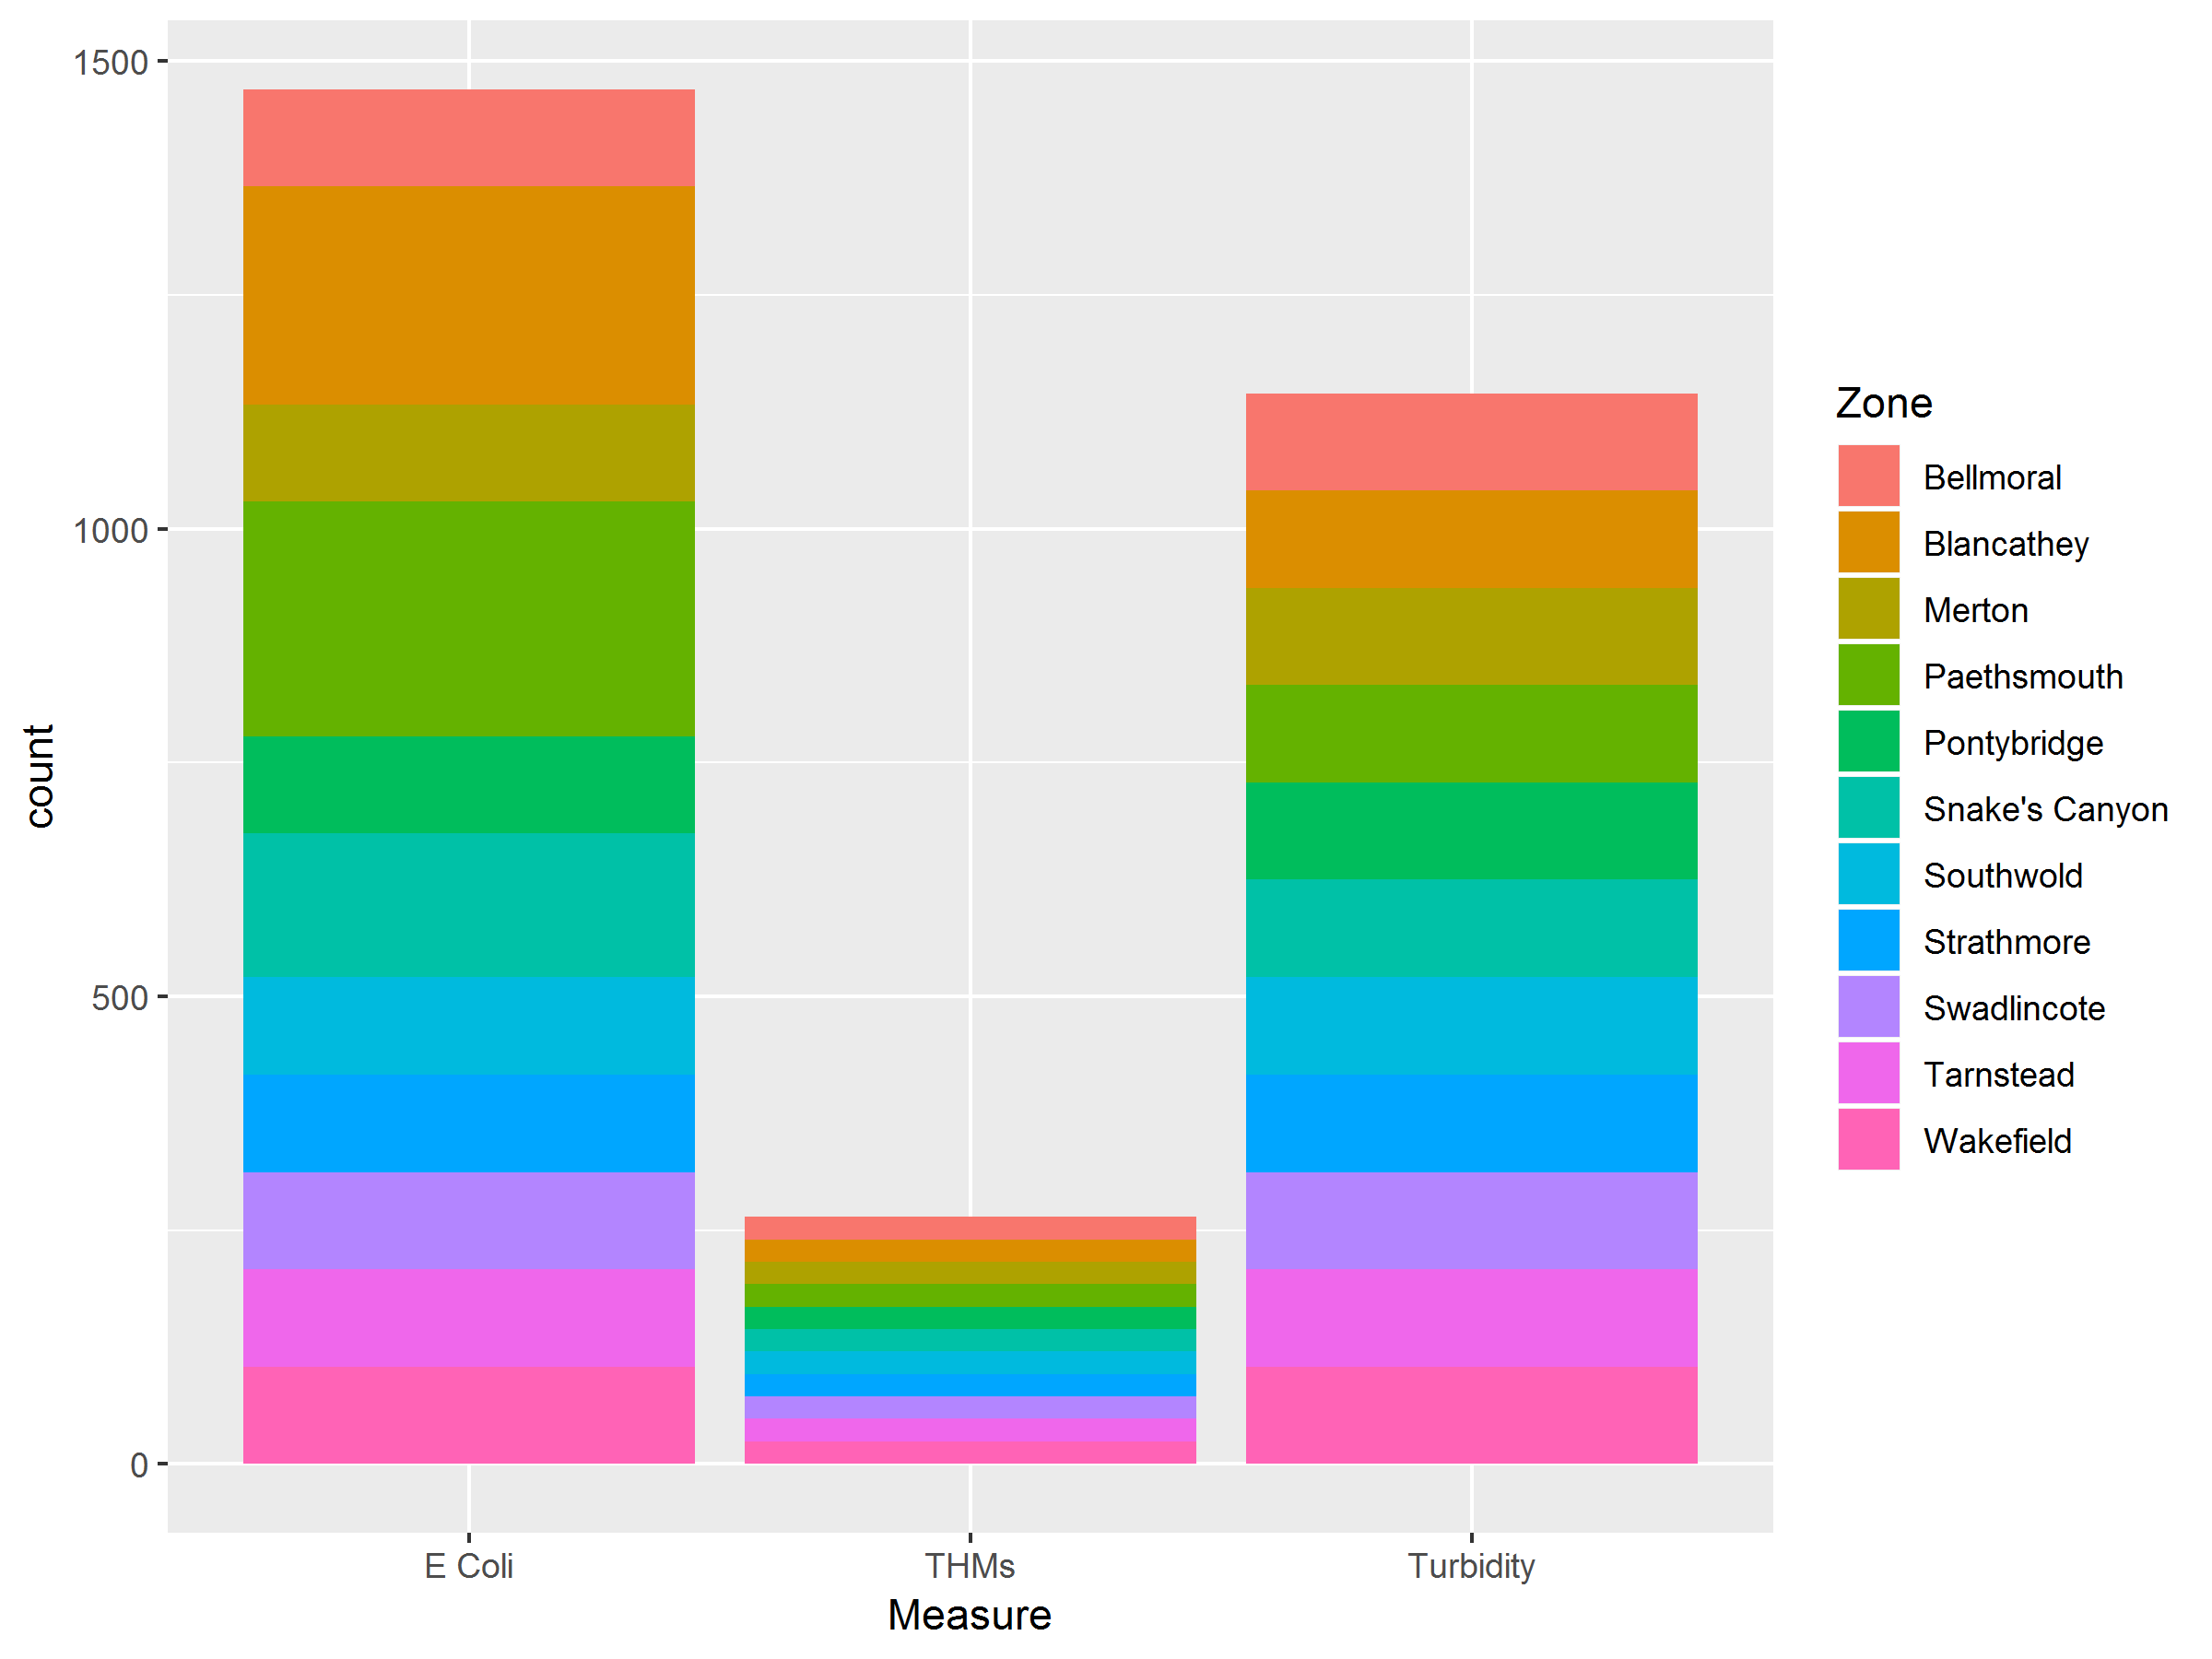 1500
1000
500
0
count
E Coli
THMs
Turbidity
Measure
Zone
Bellmoral
Blancathey
Merton
Paethsmouth
Pontybridge
Snake's Canyon
Southwold
Strathmore
Swadlincote
Tarnstead
Wakefield